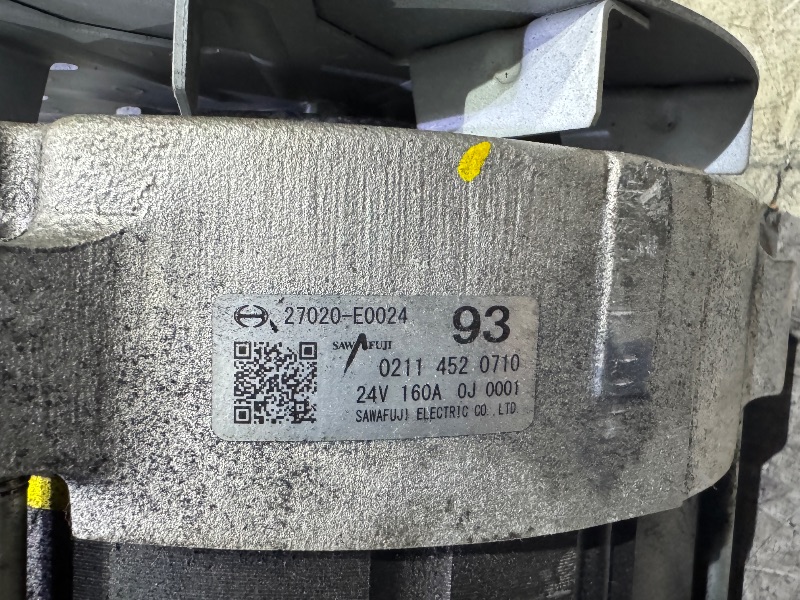 27020-E0024 93
SAWAFUJI
0211 452 0710
24V 160A 0J 0001
SAWAFUJI ELECTRIC CO.,LTD.